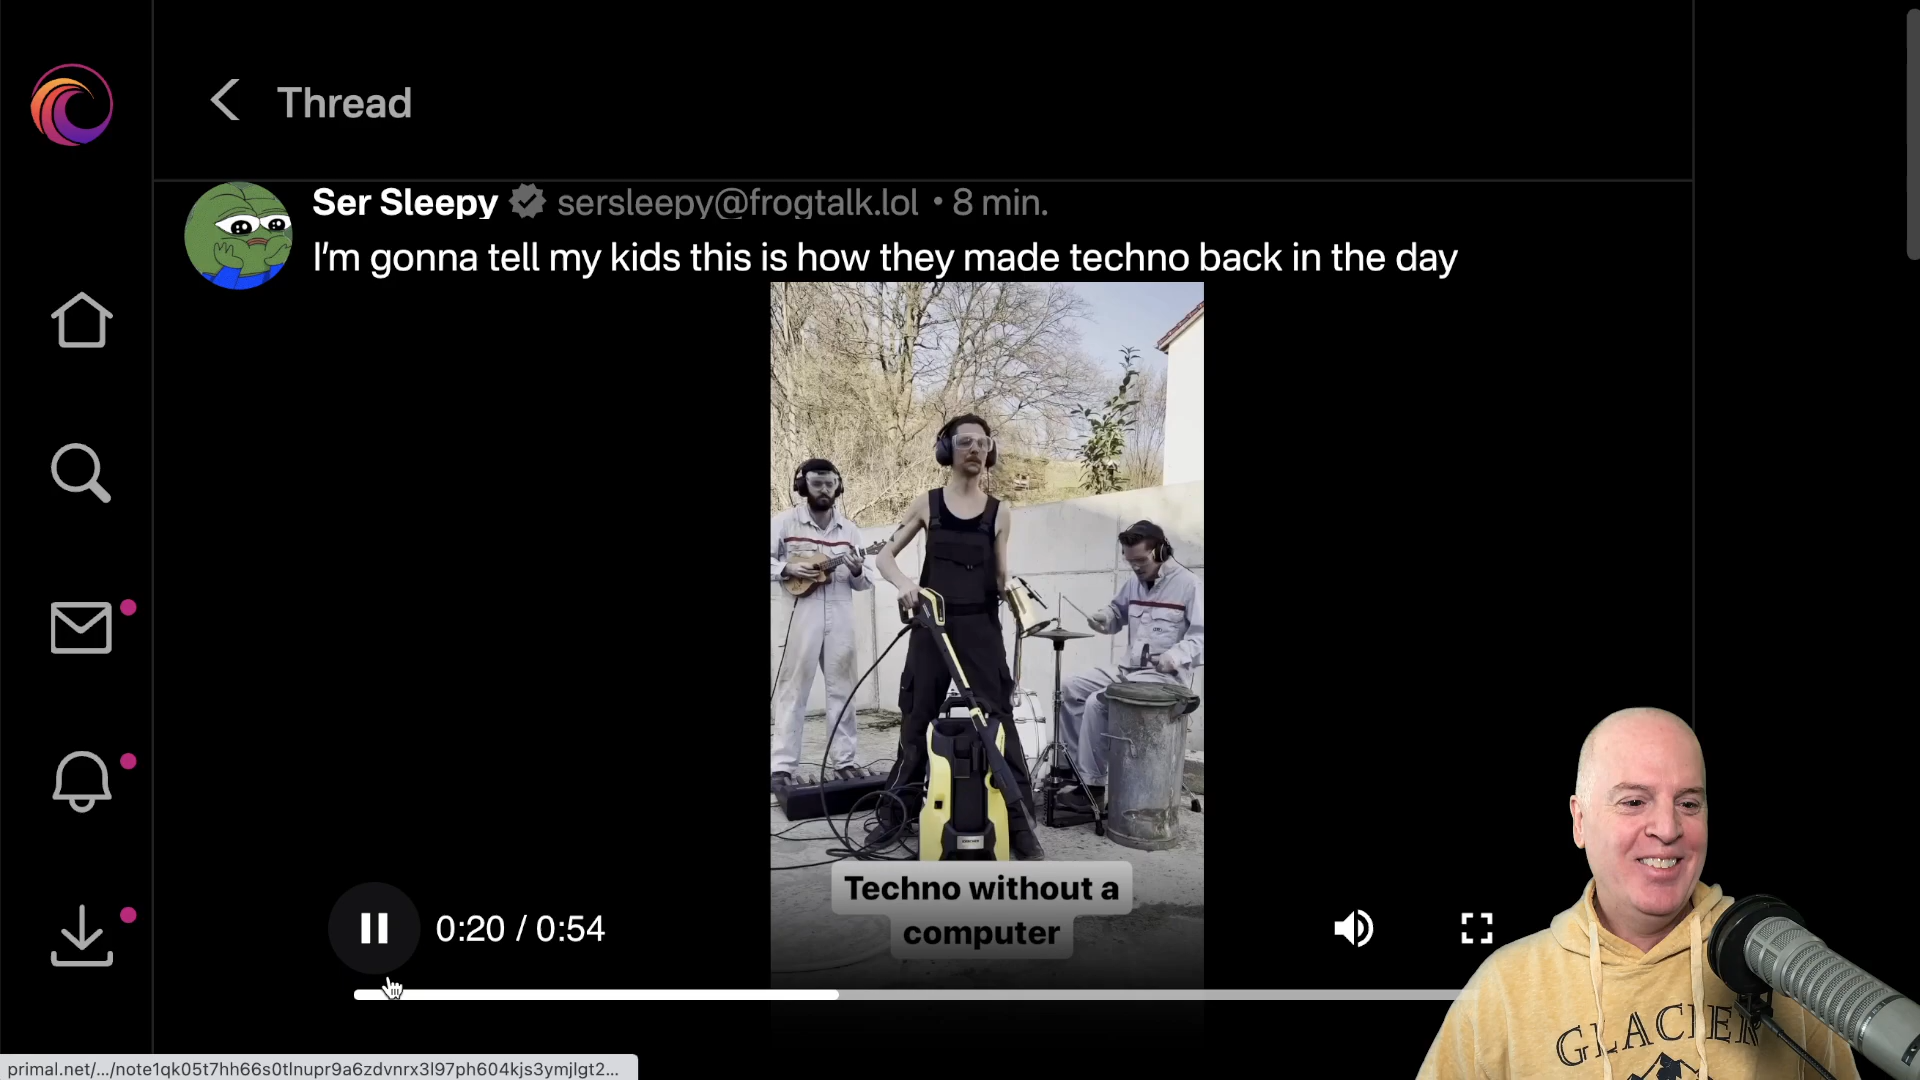 Thread
Ser Sleepy sersleepy@frogtalk.lol • 8 min.
I'm gonna tell my kids this is how they made techno back in the day
Techno without a
computer
0:20 / 0:54
GLACIER
primal.net/.../note1qk05t7hh66s0tlnupr9a6zdvnrx3l97ph604kjs3ymjlgt2...